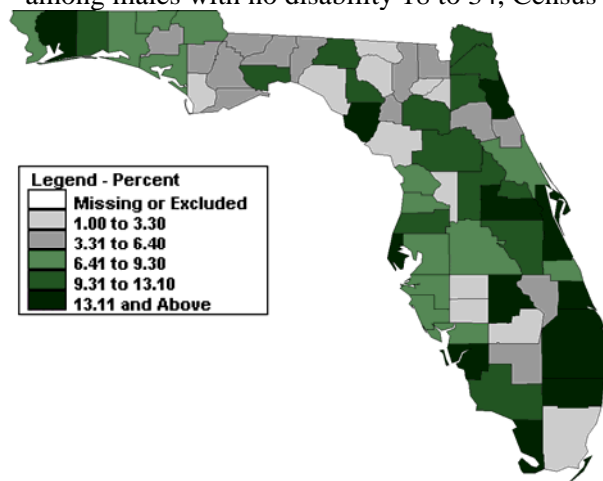 among males with no disability 18 to 34, Census
Legend - Percent
Missing or Excluded
1.00 to 3.30
3.31 to 6.40
6.41 to 9.30
9.31 to 13.10
13.11 and Above